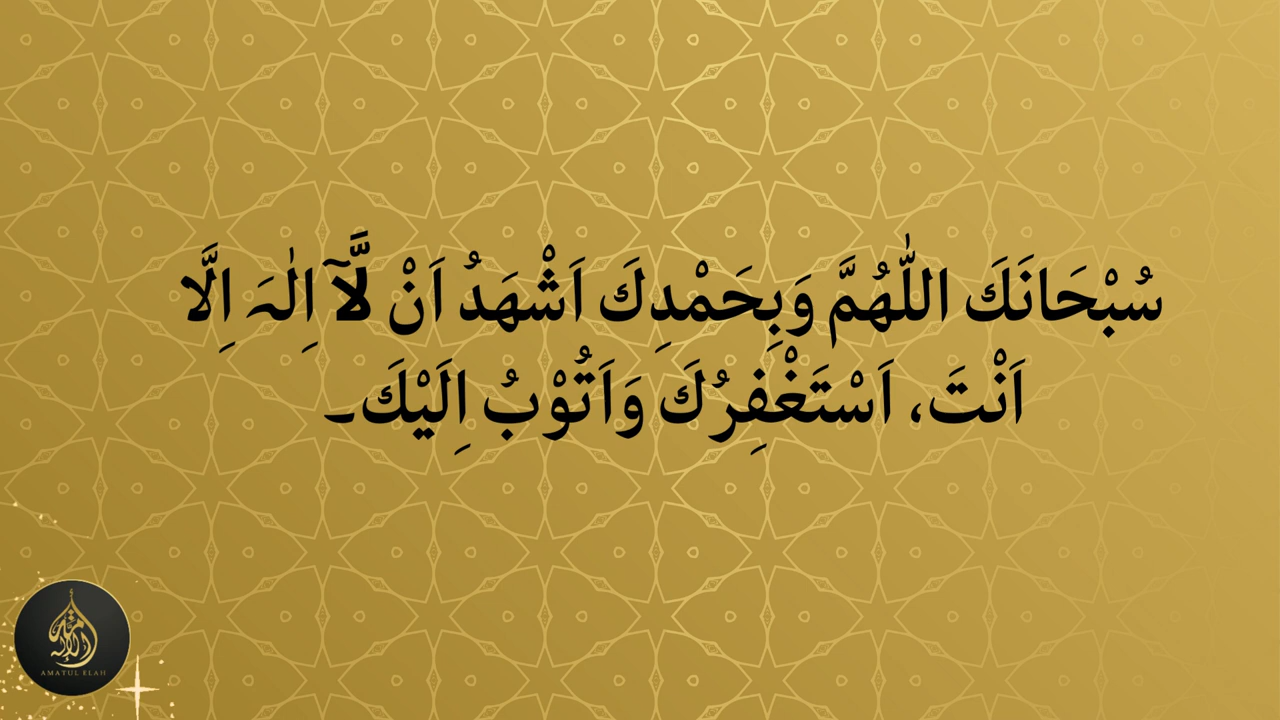 سُبْحَانَكَ اللّٰهُمَّ وَبِحَمْدِكَ اَشْهَدُ اَنْ لَّآ اِلٰہَ اِلَّا
اَنْتَ، اَسْتَغْفِرُكَ وَاَتُوْبُ اِلَيْكَ۔
AMATUL ELAH